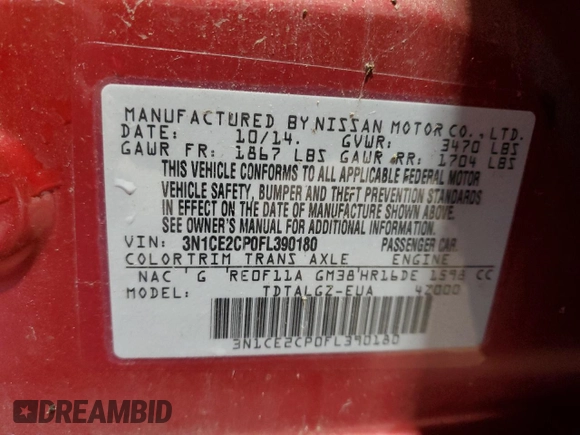 MANUFACTURED BY NISSAN MOTOR CO., LTD.
DATE: 10/14. GVWR: 3470 LBS
GAWR FR: 1867 LBS GAWR RR: 1704 LBS
THIS VEHICLE CONFORMS TO ALL APPLICABLE FEDERAL MOTOR
VEHICLE SAFETY, BUMPER AND THEFT PREVENTION STANDARDS
IN EFFECT ON THE DATE OF MANUFACTURE SHOWN ABOVE.
SEE OWNER'S MANUAL FOR ADDITIONAL INFORMATION.
VIN: 3N1CE2CP0FL390180 PASSENGER CAR
COLOR TRIM TRANS AXLE ENGINE
NAC 'G 'RE0F11A GM38'HR16DE 1598 CC
MODEL: TDTALGZ-EUA 4Z000
3N1CE2CP0FL390180
DREAMBID